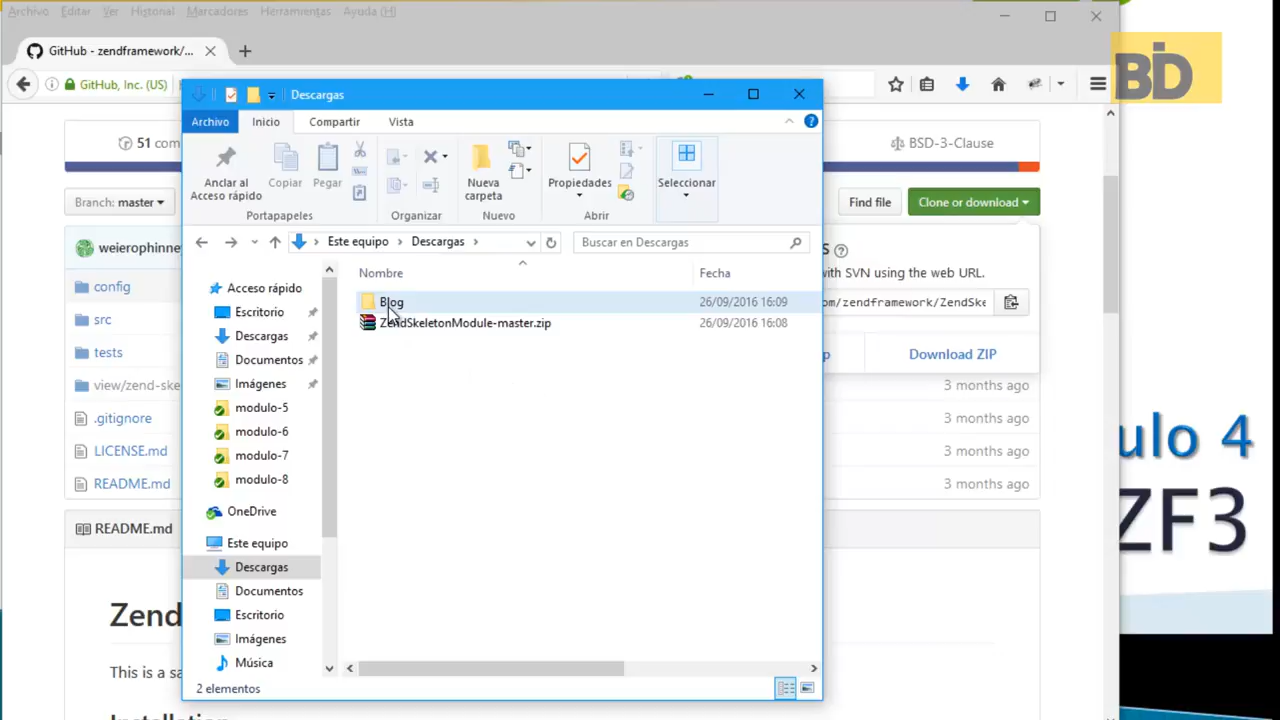 Archivo Editar Ver Historial Marcadores Herramientas Ayuda (H)
GitHub - zendframework/...
GitHub, Inc. (US)
BID
Descargas
Archivo Inicio Compartir Vista
Anclar al
Acceso rápido
Copiar
Pegar
Nueva
carpeta
Propiedades
Seleccionar
Portapapeles Organizar Nuevo Abrir
Este equipo Descargas
Buscar en Descargas
Nombre Fecha
Blog 26/09/2016 16:09
ZendSkeletonModule-master.zip 26/09/2016 16:08
Acceso rápido
Escritorio
Descargas
Documentos
Imágenes
modulo-5
modulo-6
modulo-7
modulo-8
OneDrive
Este equipo
Descargas
Documentos
Escritorio
Imágenes
Música
2 elementos
51 com
BSD-3-Clause
Branch: master
Find file
Clone or download
weierophinney
with SVN using the web URL.
om/zendframework/ZendSke
Download ZIP
config
src
tests
view/zend-ske
3 months ago
.gitignore
3 months ago
LICENSE.md
3 months ago
README.md
3 months ago
README.md
Zend
This is a sa
Installation
ulo 4
ZF3